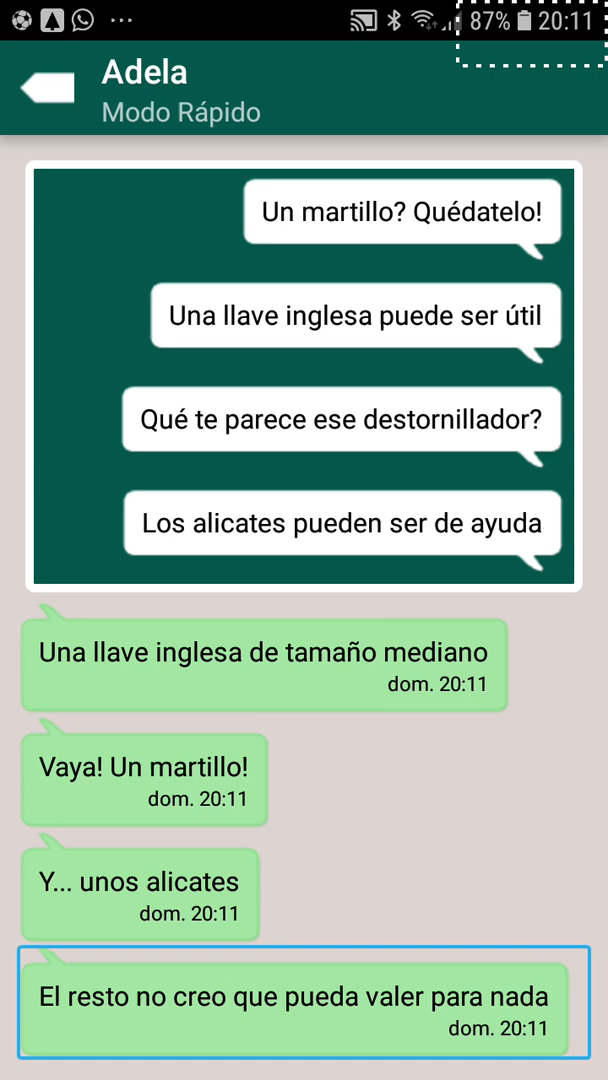 87% 20:11
Adela
Modo Rápido
Un martillo? Quédatelo!
Una llave inglesa puede ser útil
Qué te parece ese destornillador?
Los alicates pueden ser de ayuda
Una llave inglesa de tamaño mediano
dom. 20:11
Vaya! Un martillo!
dom. 20:11
Y... unos alicates
dom. 20:11
El resto no creo que pueda valer para nada
dom. 20:11